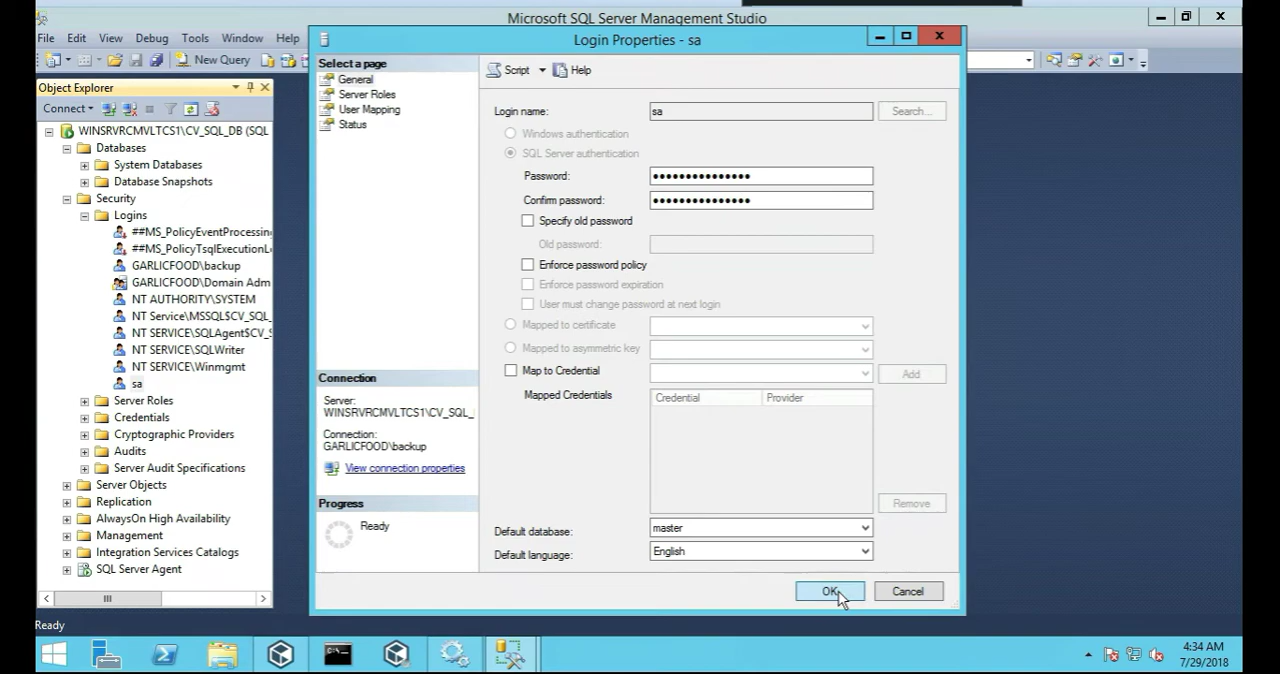 Microsoft SQL Server Management Studio
File Edit View Debug Tools Window Help
New Query
Object Explorer
Connect
WINSRVRCMVLTCS1\CV_SQL_DB (SQL
Databases
System Databases
Database Snapshots
Security
Logins
##MS_PolicyEventProcessin
##MS_PolicyTsqlExecutionL
GARLICFOOD\backup
GARLICFOOD\Domain Adm
NT AUTHORITY\SYSTEM
NT Service\MSSQL$CV_SQL_
NT SERVICE\SQLAgent$CV_S
NT SERVICE\SQLWriter
NT SERVICE\Winmgmt
sa
Server Roles
Credentials
Cryptographic Providers
Audits
Server Audit Specifications
Server Objects
Replication
AlwaysOn High Availability
Management
Integration Services Catalogs
SQL Server Agent
Login Properties - sa
Select a page
General
Server Roles
User Mapping
Status
Connection
Server:
WINSRVRCMVLTCS1\CV_SQL_
Connection:
GARLICFOOD\backup
View connection properties
Progress
Ready
Script Help
Login name: sa Search...
Windows authentication
SQL Server authentication
Password: •••••••••••••••
Confirm password: •••••••••••••••
Specify old password
Old password:
Enforce password policy
Enforce password expiration
User must change password at next login
Mapped to certificate
Mapped to asymmetric key
Map to Credential Add
Mapped Credentials Credential Provider
Remove
Default database: master
Default language: English
OK Cancel
Ready
4:34 AM
7/29/2018